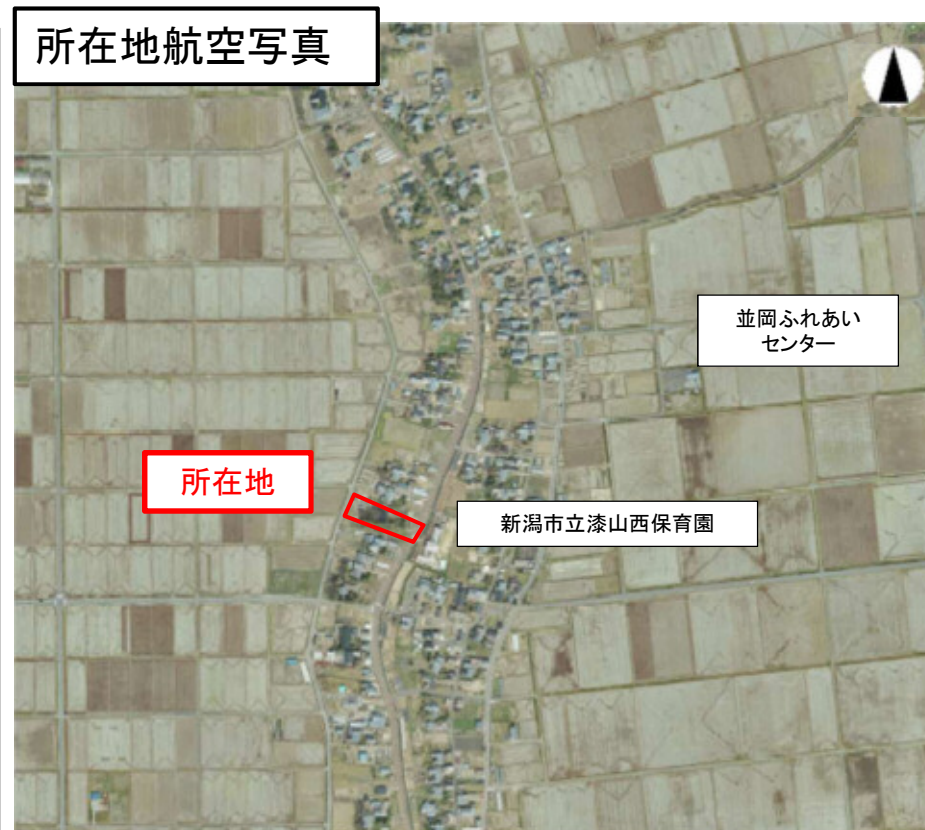 所在地航空写真
並岡ふれあい
センター
所在地
新潟市立漆山西保育園